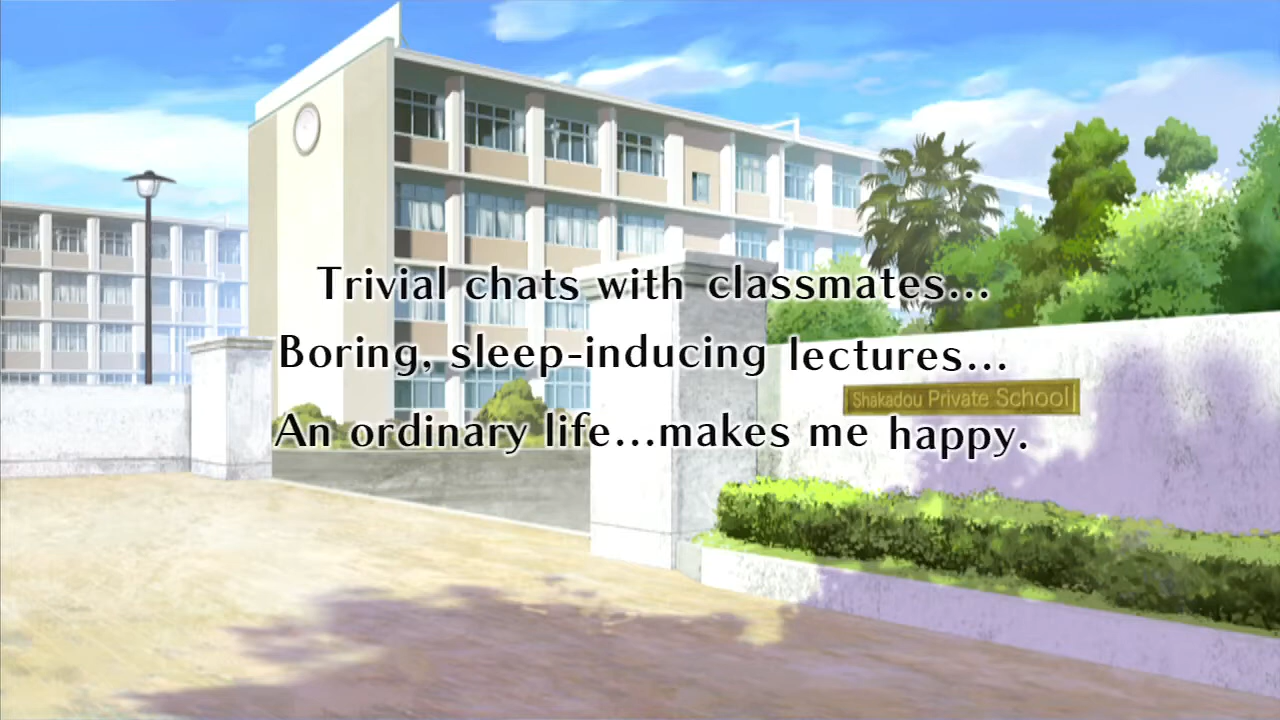 Trivial chats with classmates...
Boring, sleep-inducing lectures...
Shakadou Private School
An ordinary life...makes me happy.